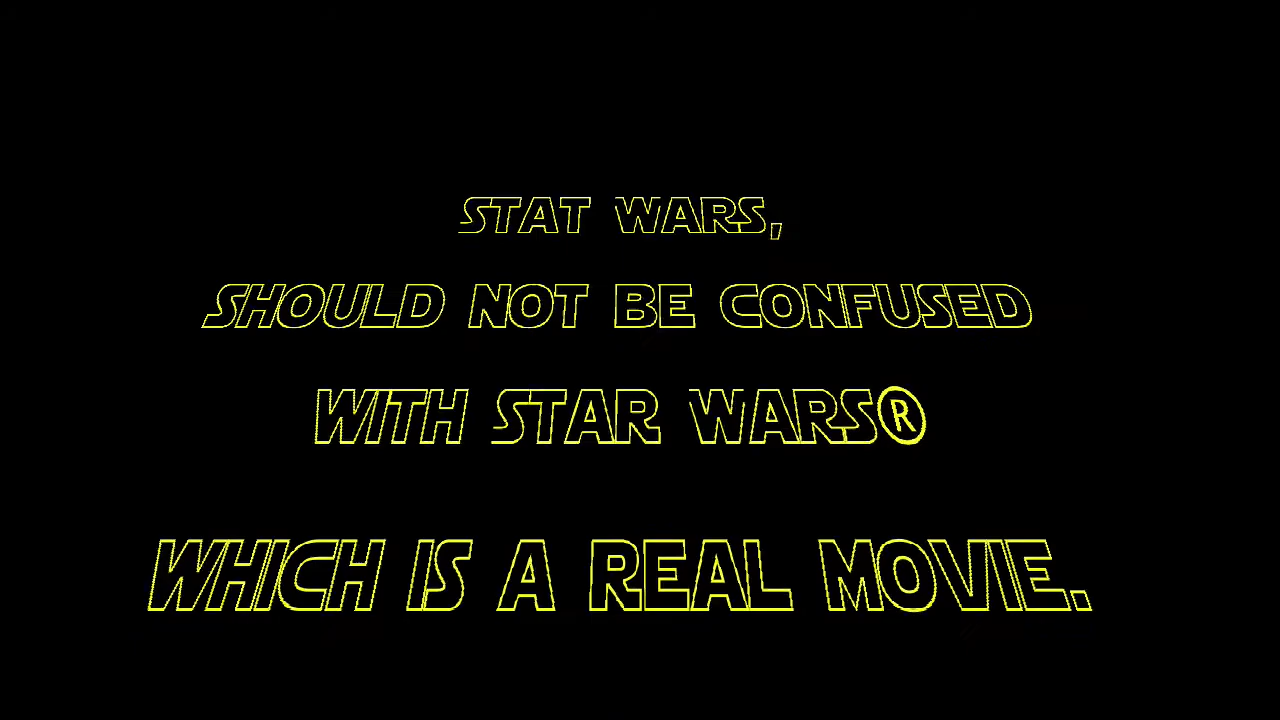 STAT WARS,
SHOULD NOT BE CONFUSED
WITH STAR WARS®
WHICH IS A REAL MOVIE.